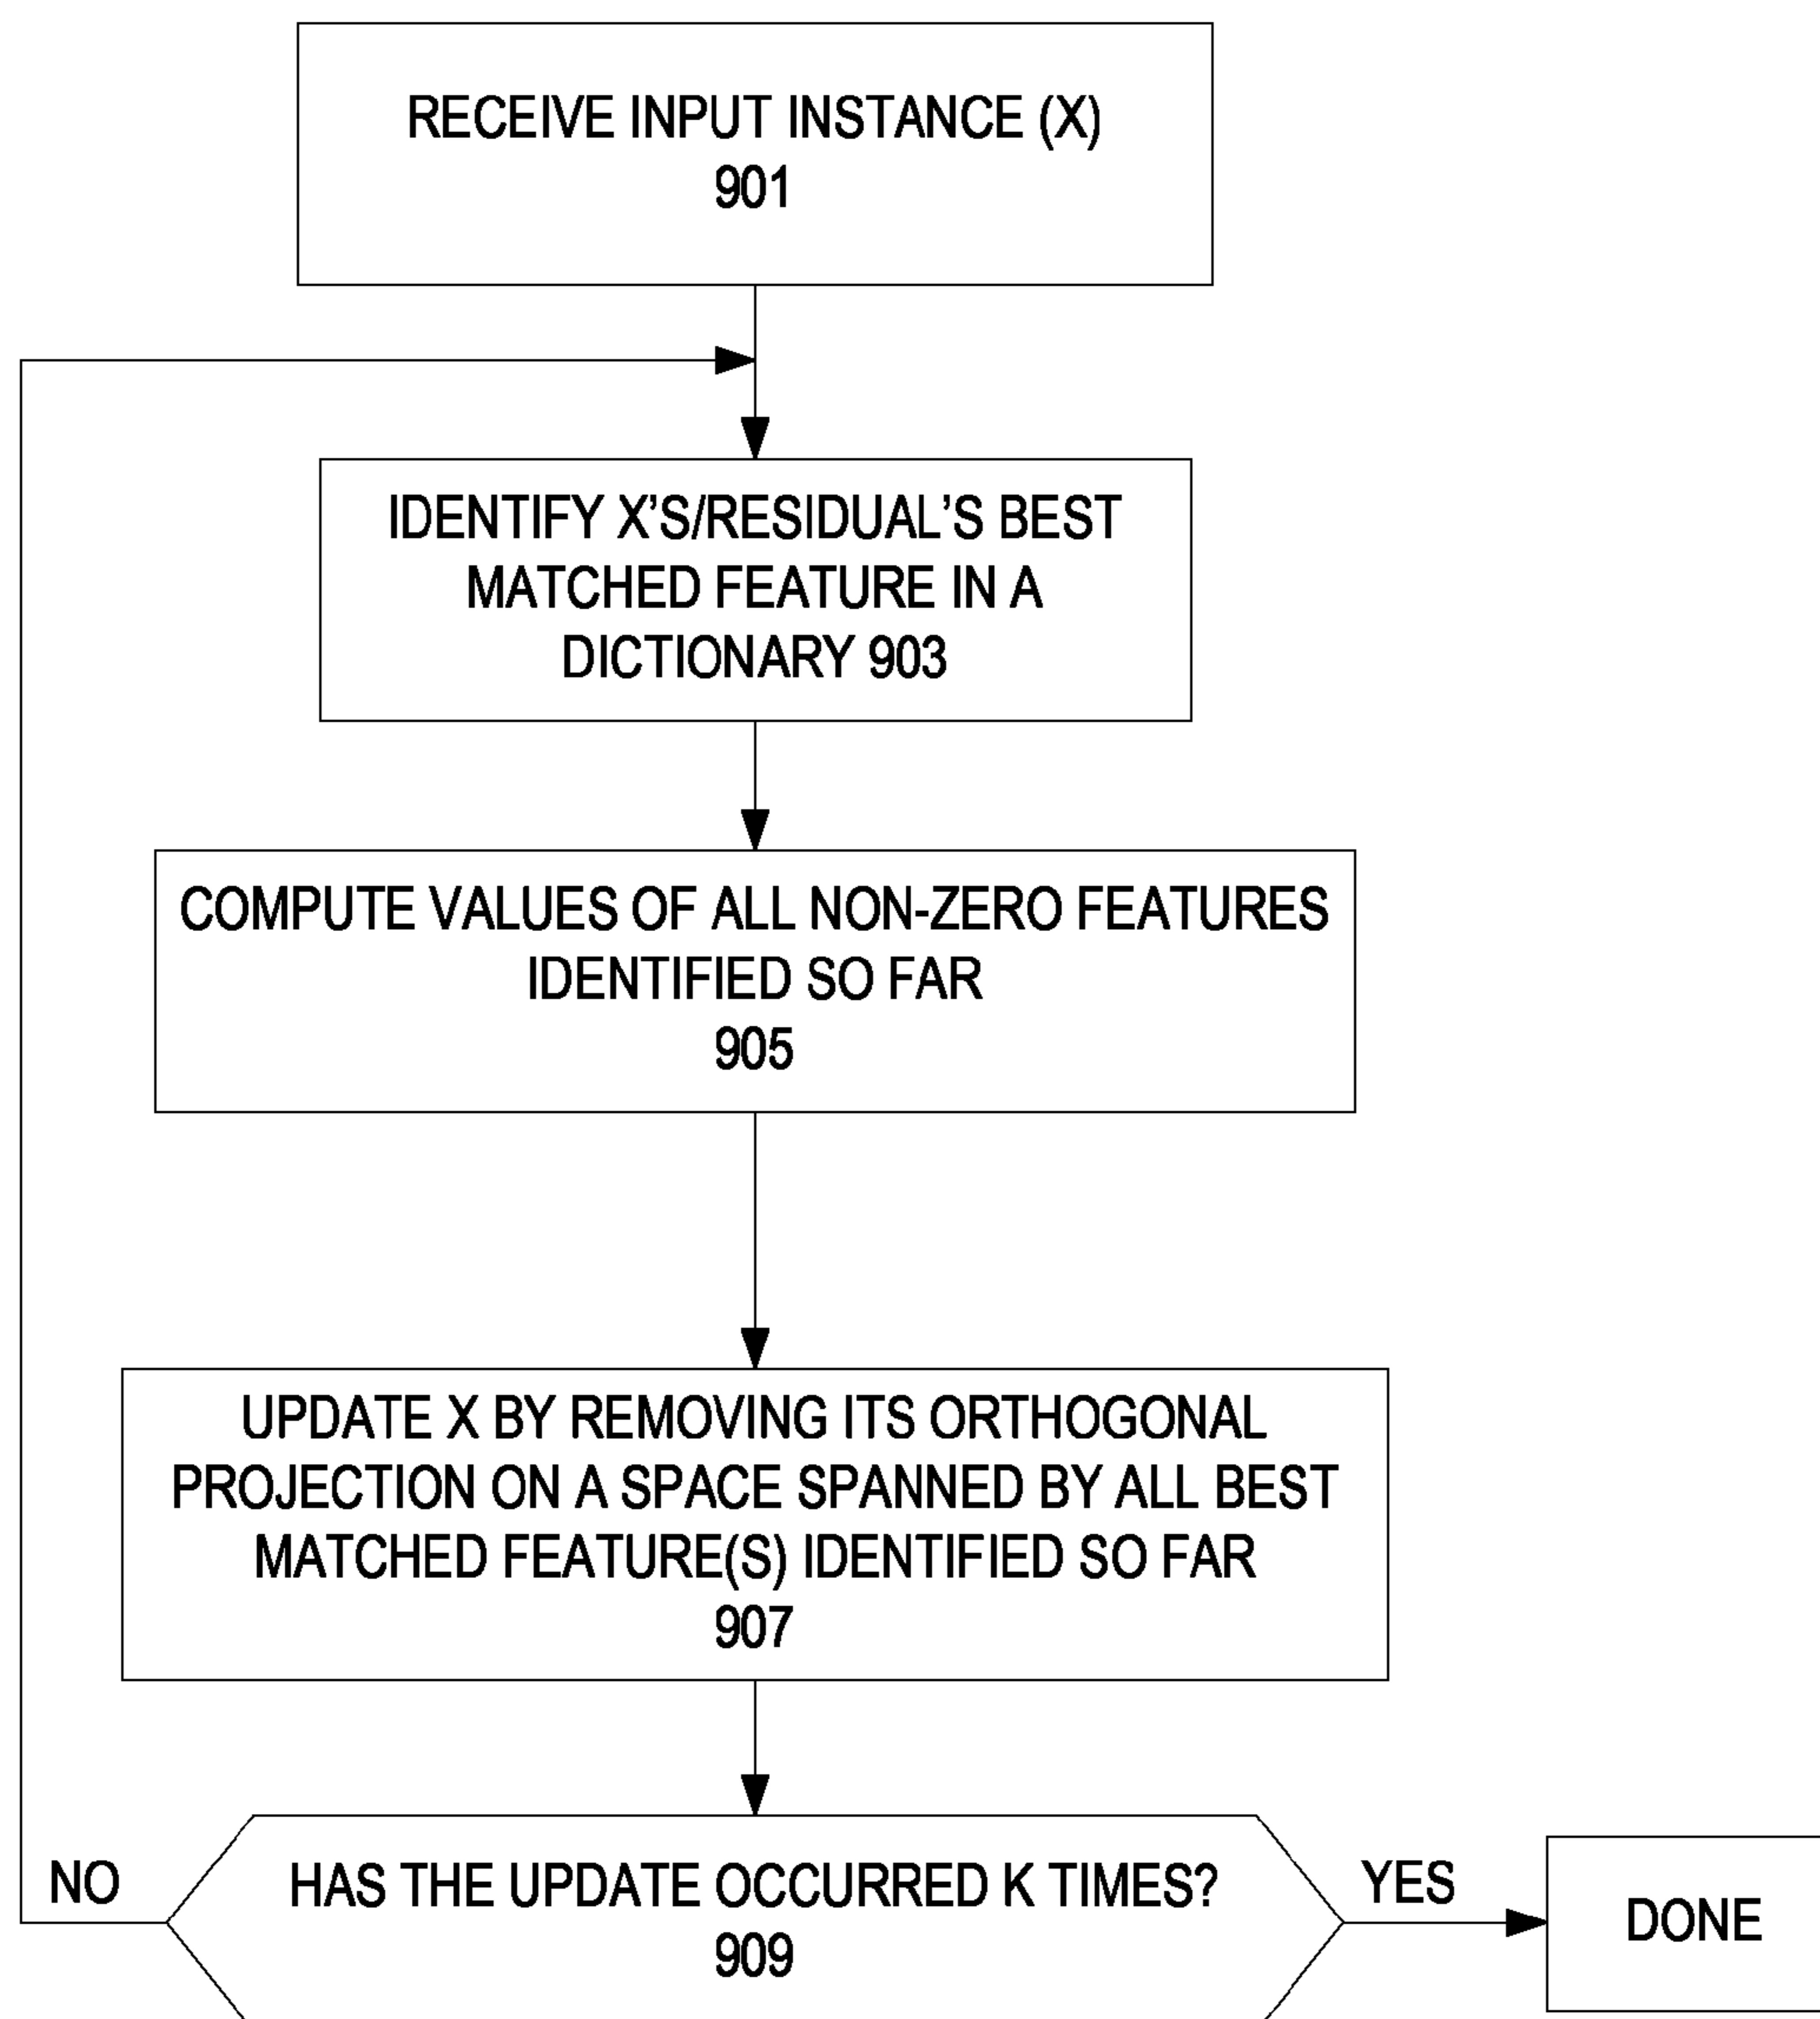 RECEIVE INPUT INSTANCE (X)
901
IDENTIFY X'S/RESIDUAL'S BEST
MATCHED FEATURE IN A
DICTIONARY 903
COMPUTE VALUES OF ALL NON-ZERO FEATURES
IDENTIFIED SO FAR
905
UPDATE X BY REMOVING ITS ORTHOGONAL
PROJECTION ON A SPACE SPANNED BY ALL BEST
MATCHED FEATURE(S) IDENTIFIED SO FAR
907
NO
HAS THE UPDATE OCCURRED K TIMES?
909
YES
DONE